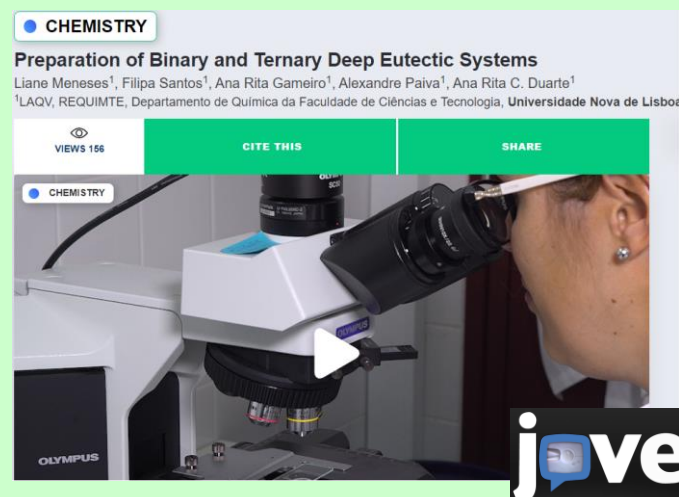 CHEMISTRY
Preparation of Binary and Ternary Deep Eutectic Systems
Liane Meneses¹, Filipa Santos¹, Ana Rita Gameiro¹, Alexandre Paiva¹, Ana Rita C. Duarte¹
¹LAQV, REQUIMTE, Departamento de Química da Faculdade de Ciências e Tecnologia, Universidade Nova de Lisboa
VIEWS 156
CITE THIS
SHARE
CHEMISTRY
OLYMPUS
OLYMPUS
jove